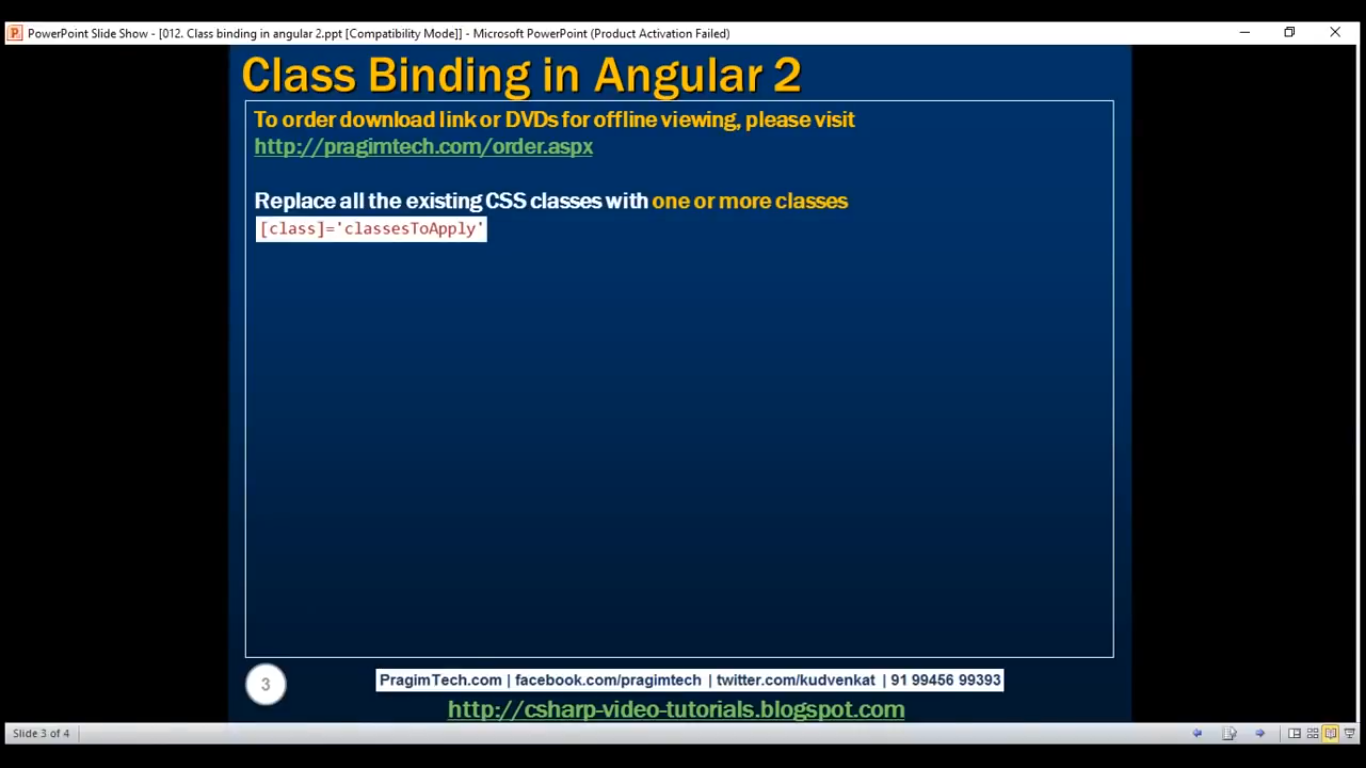 PowerPoint Slide Show - [012. Class binding in angular 2.ppt [Compatibility Mode]] - Microsoft PowerPoint (Product Activation Failed)
Class Binding in Angular 2
To order download link or DVDs for offline viewing, please visit
http://pragimtech.com/order.aspx
Replace all the existing CSS classes with one or more classes
[class]='classesToApply'
3
PragimTech.com | facebook.com/pragimtech | twitter.com/kudvenkat | 91 99456 99393
http://csharp-video-tutorials.blogspot.com
Slide 3 of 4